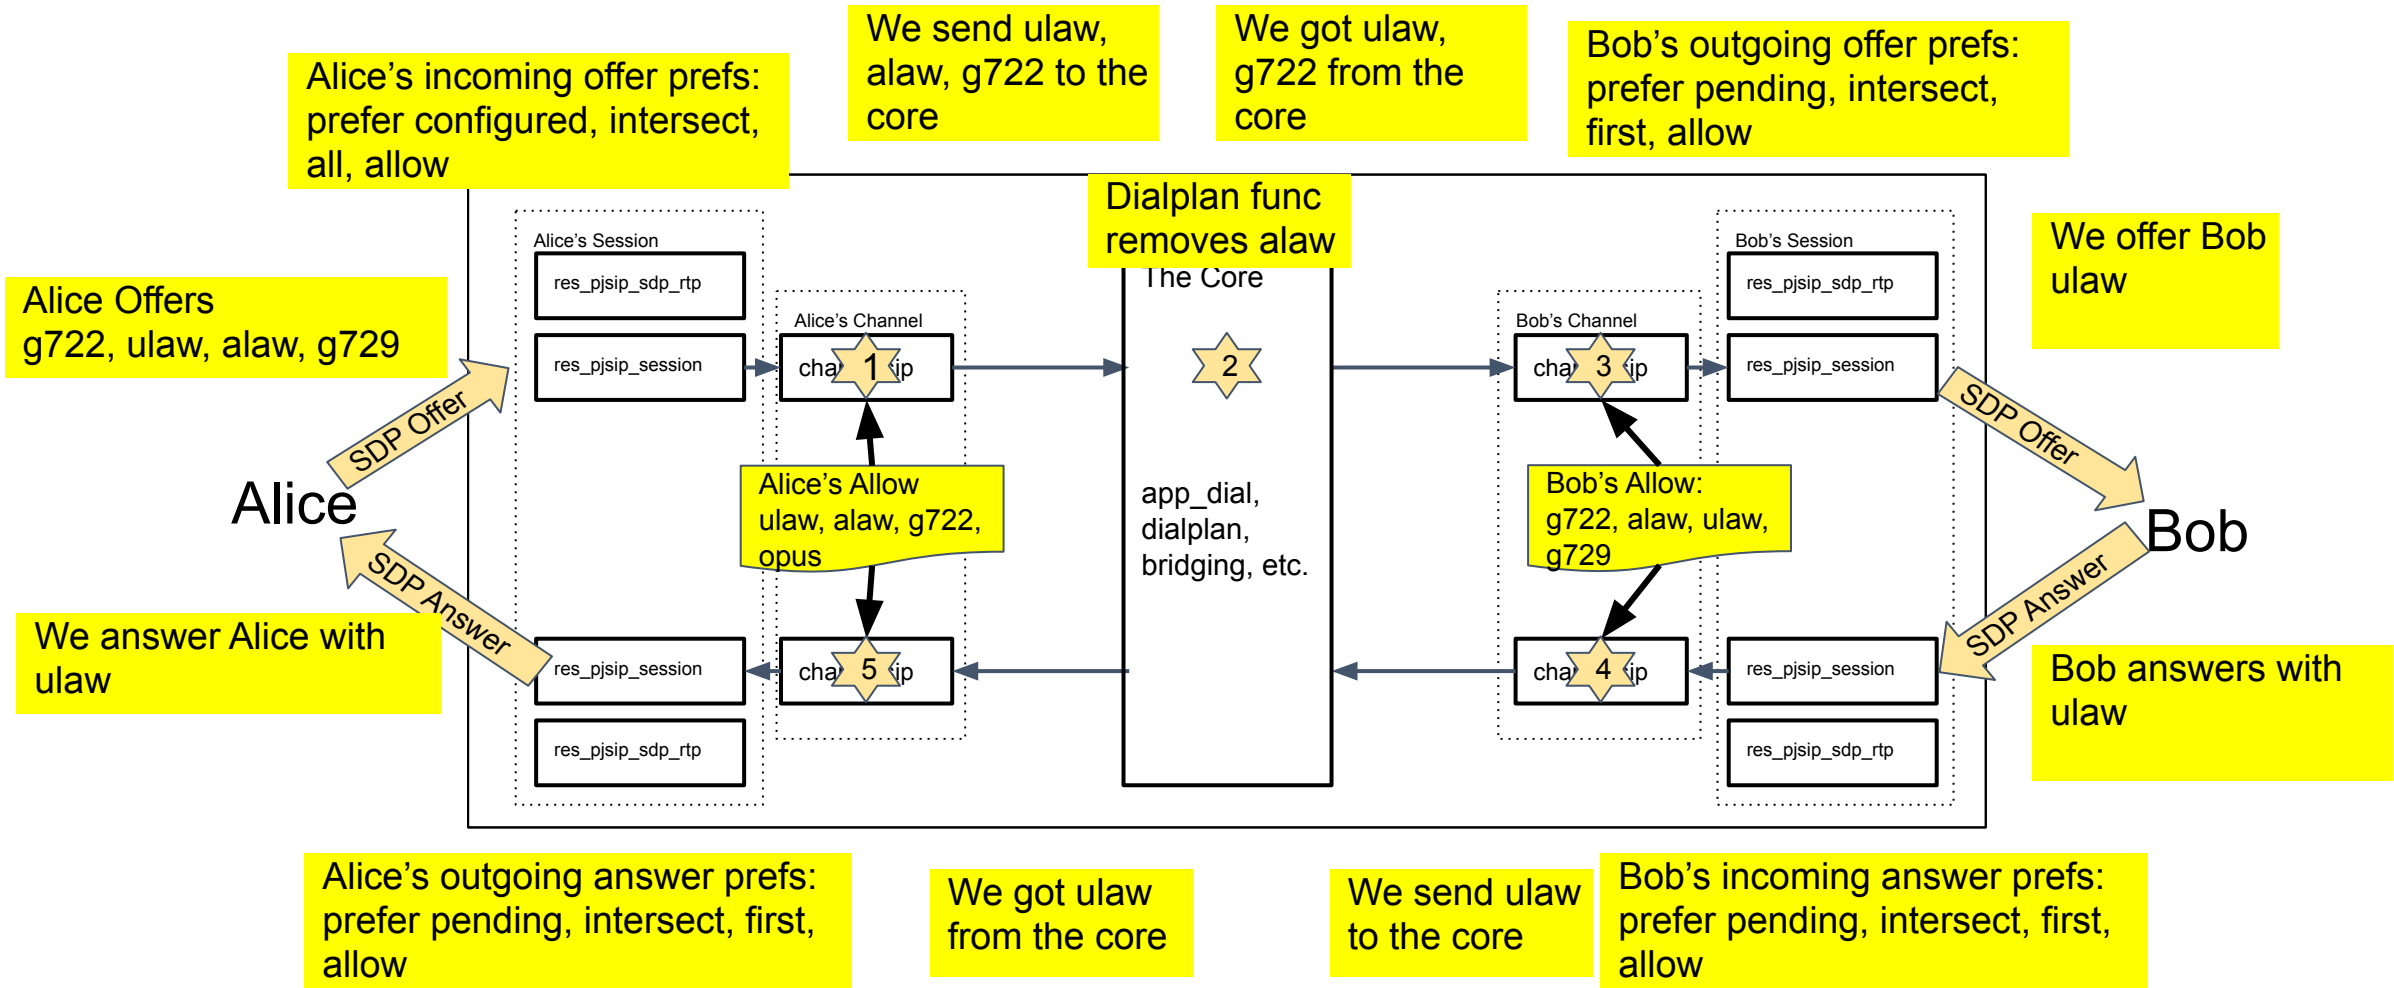 We send ulaw,
alaw, g722 to the
core
We got ulaw,
g722 from the
core
Bob's outgoing offer prefs:
prefer pending, intersect,
first, allow
Alice's incoming offer prefs:
prefer configured, intersect,
all, allow
Dialplan func
removes alaw
Alice's Session
res_pjsip_sdp_rtp
res_pjsip_session
Alice's Channel
1
The Core
2
app_dial,
dialplan,
bridging, etc.
Bob's Channel
3
Bob's Session
res_pjsip_sdp_rtp
res_pjsip_session
We offer Bob
ulaw
Alice Offers
g722, ulaw, alaw, g729
SDP Offer
Alice
SDP Answer
We answer Alice with
ulaw
Alice's Allow
ulaw, alaw, g722,
opus
Bob's Allow:
g722, alaw, ulaw,
g729
SDP Offer
Bob
SDP Answer
Bob answers with
ulaw
res_pjsip_session
res_pjsip_sdp_rtp
5
4
res_pjsip_session
res_pjsip_sdp_rtp
Alice's outgoing answer prefs:
prefer pending, intersect, first,
allow
We got ulaw
from the core
We send ulaw
to the core
Bob's incoming answer prefs:
prefer pending, intersect, first,
allow